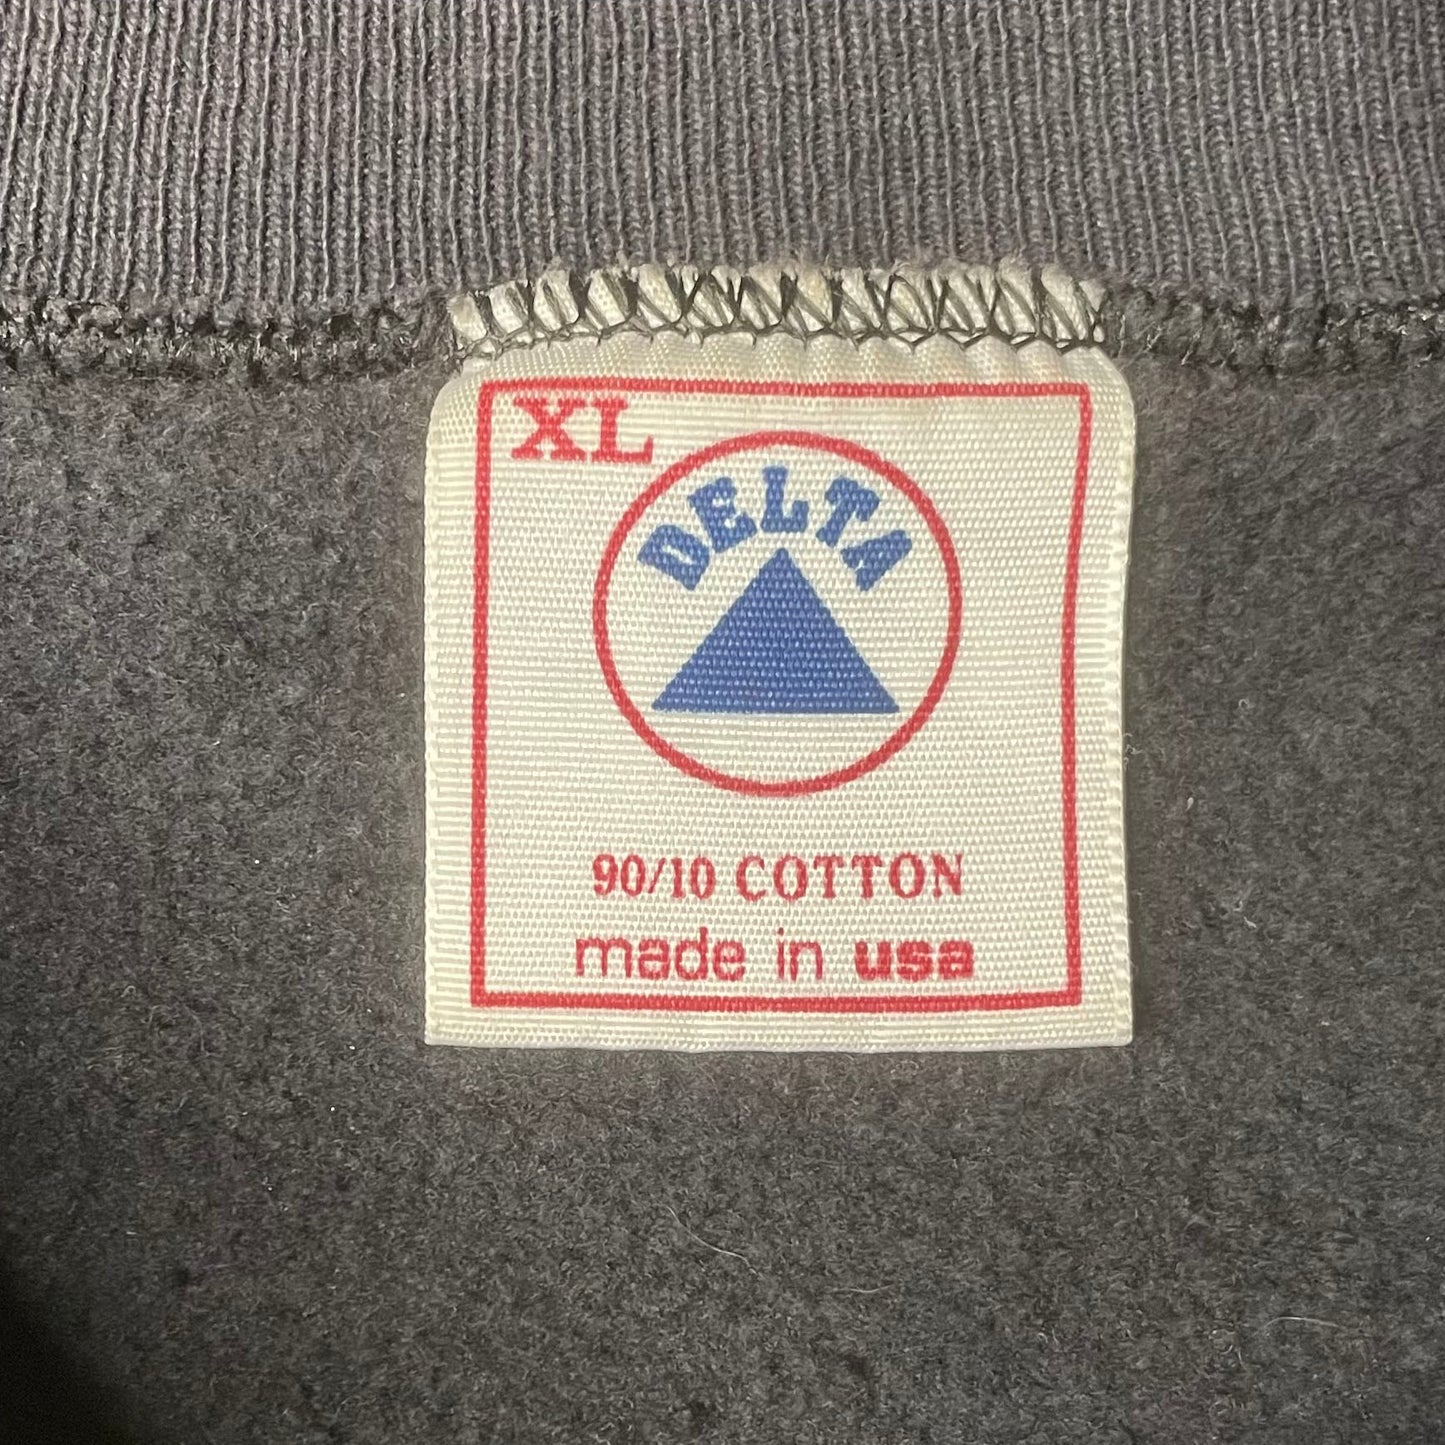 XL
DELTA
90/10 COTTON
made in usa